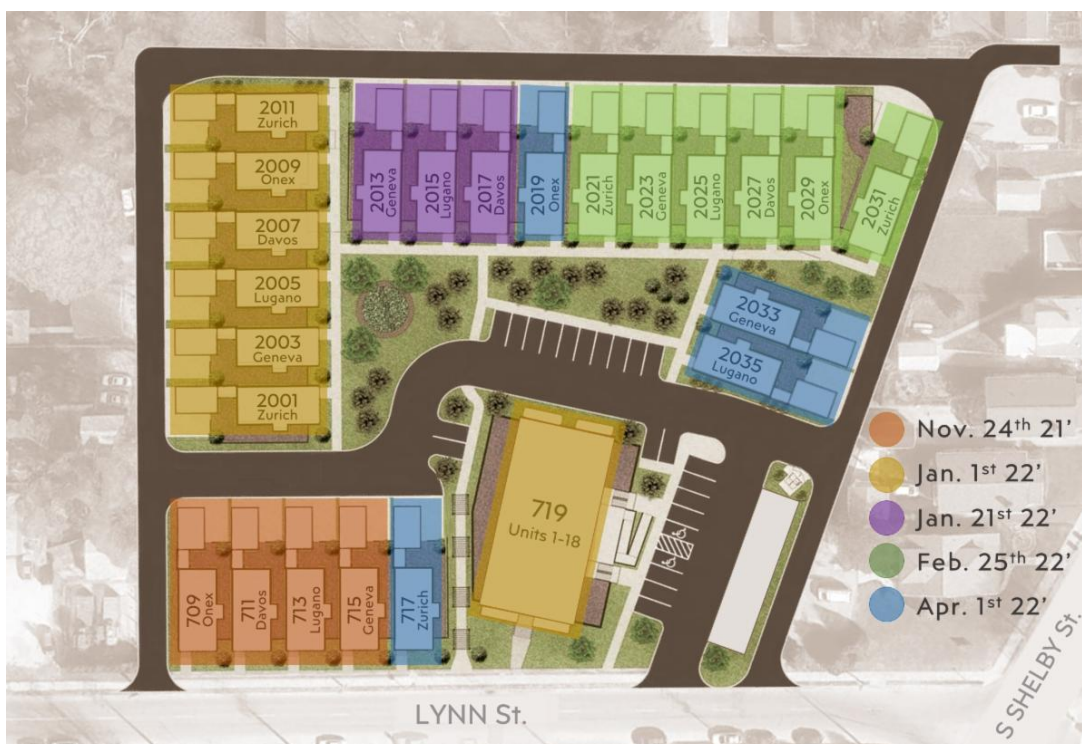 2011
Zurich
2009
Onex
2007
Davos
2005
Lugano
2003
Geneva
2001
Zurich
2013
Geneva
2015
Lugano
2017
Davos
2019
Onex
2021
Zurich
2023
Geneva
2025
Lugano
2027
Davos
2029
Onex
2031
Zurich
2033
Geneva
2035
Lugano
709
Onex
711
Davos
713
Lugano
715
Geneva
717
Zurich
719
Units 1-18
Nov. 24th 21'
Jan. 1st 22'
Jan. 21st 22'
Feb. 25th 22'
Apr. 1st 22'
LYNN St.
S SHELBY St.